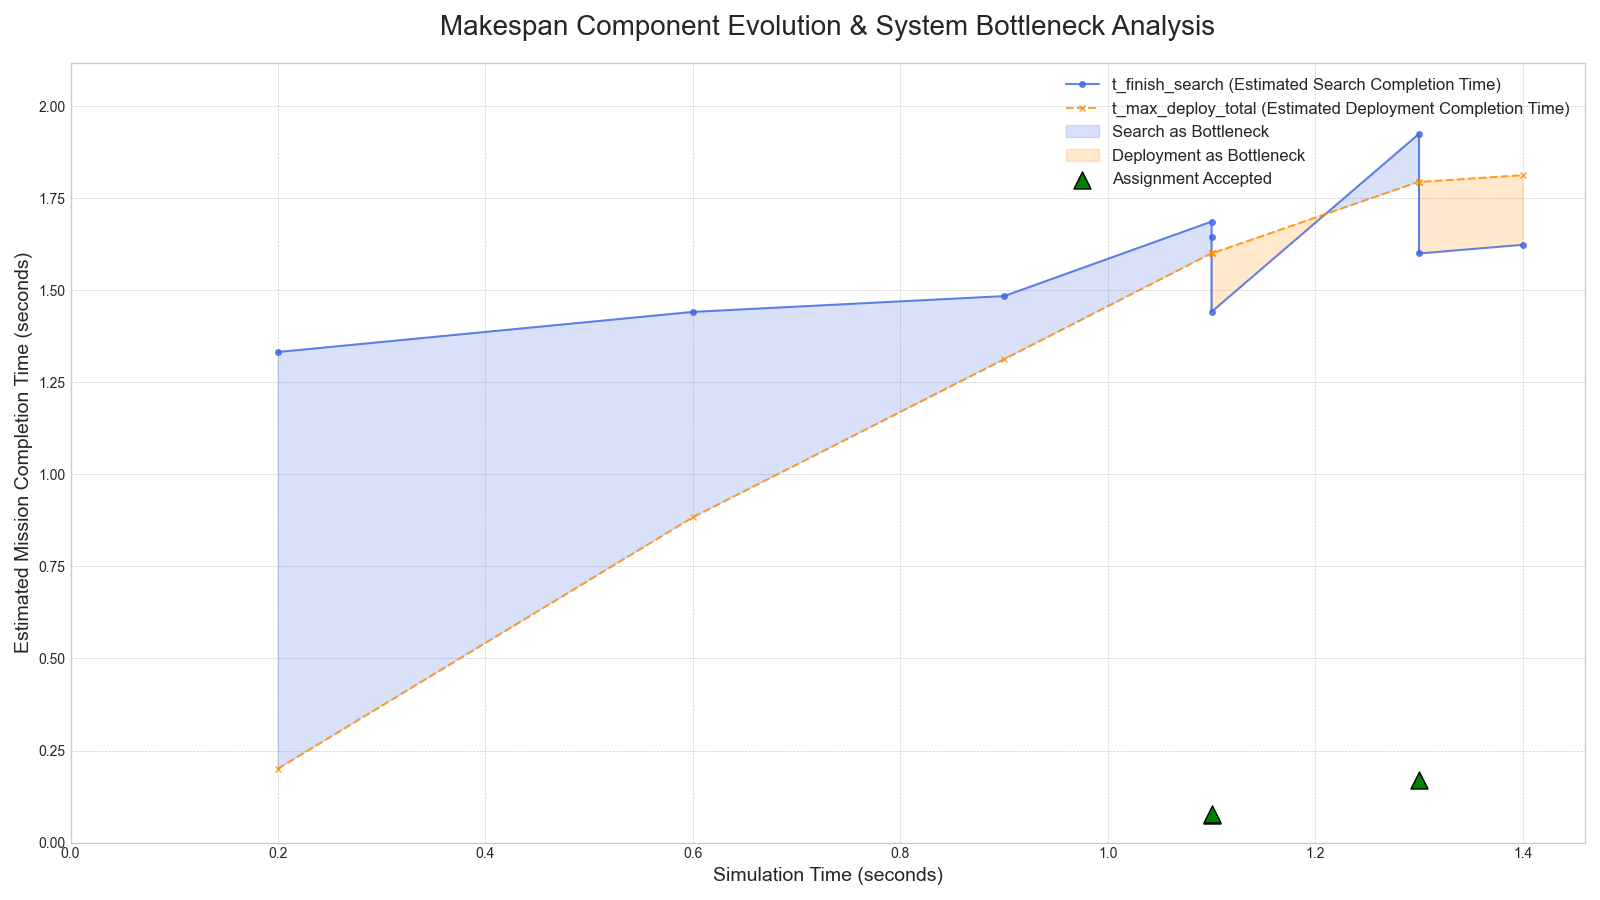 Makespan Component Evolution & System Bottleneck Analysis
t_finish_search (Estimated Search Completion Time)
t_max_deploy_total (Estimated Deployment Completion Time)
Search as Bottleneck
Deployment as Bottleneck
Assignment Accepted
Estimated Mission Completion Time (seconds)
2.00
1.75
1.50
1.25
1.00
0.75
0.50
0.25
0.00
0.0 0.2 0.4 0.6 0.8 1.0 1.2 1.4
Simulation Time (seconds)